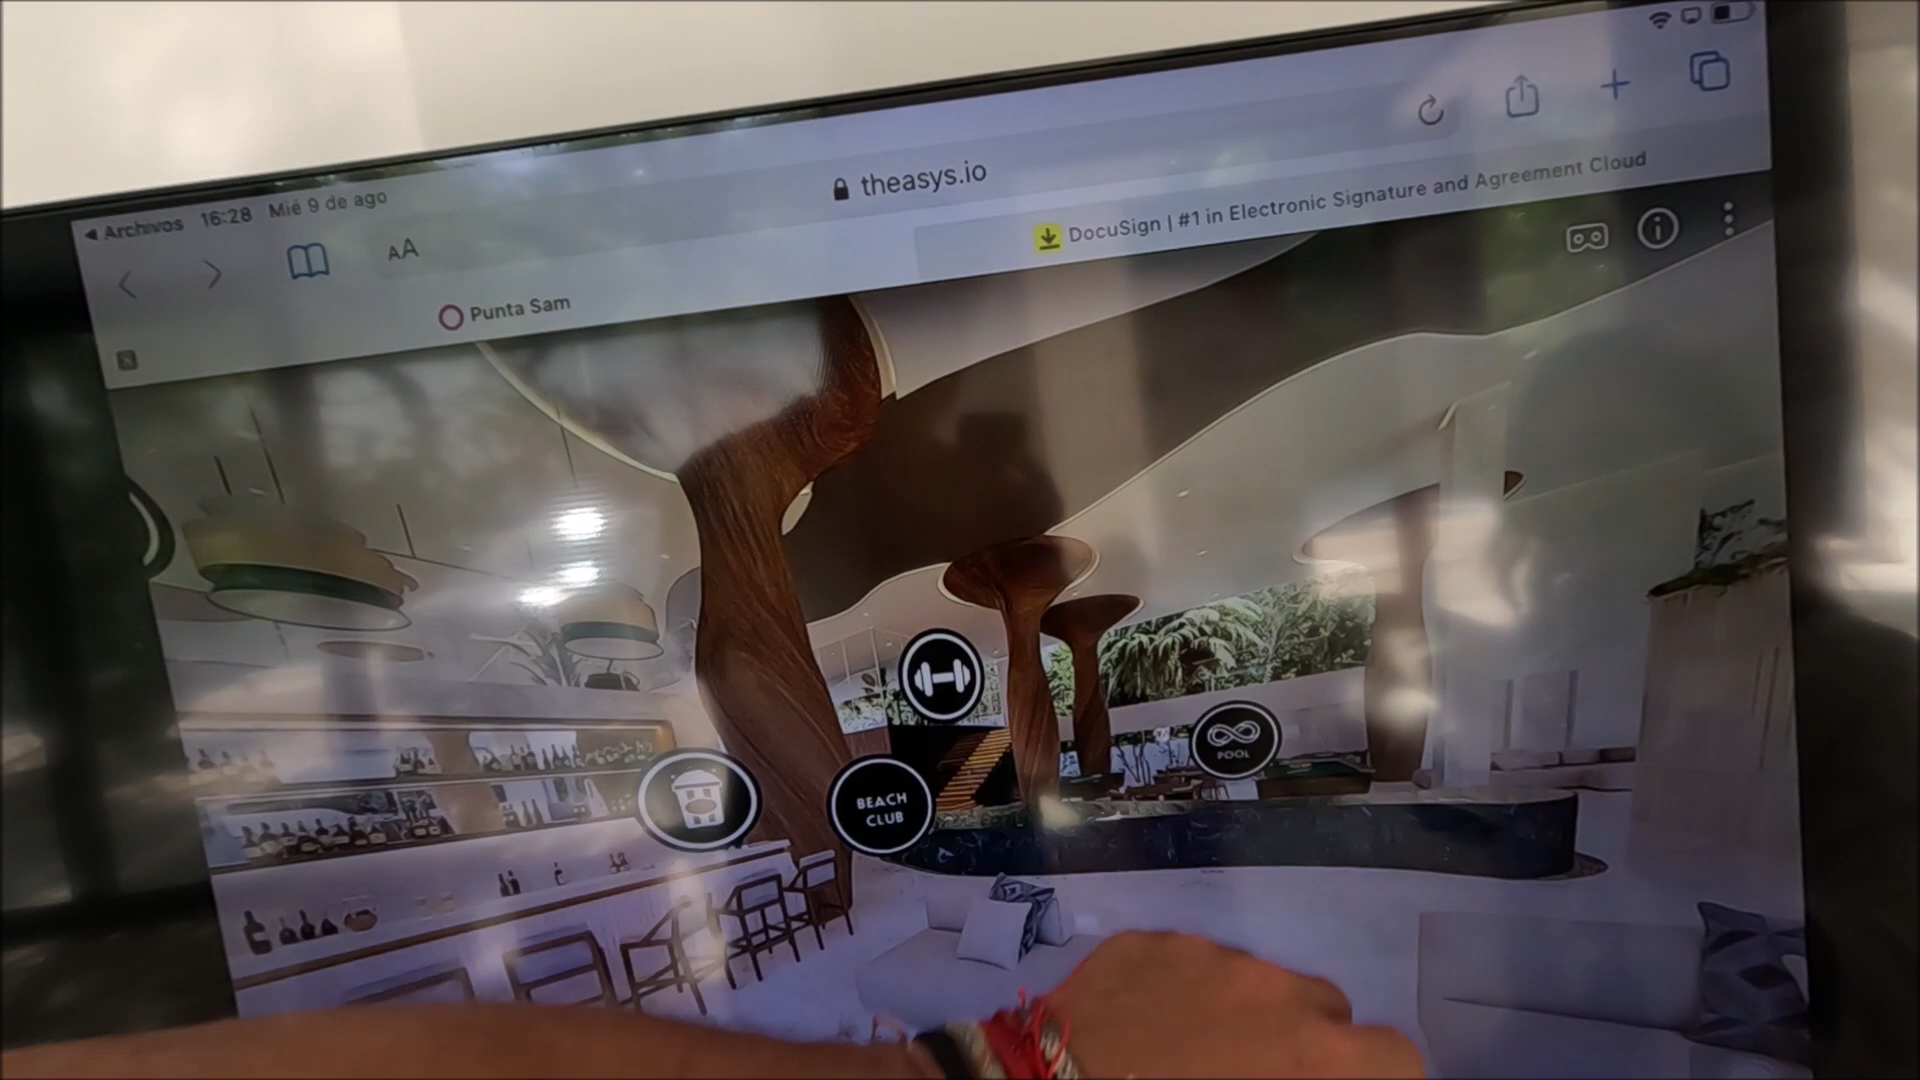 Archivos 16:28 Mié 9 de ago
AA
theasys.io
Punta Sam
DocuSign | #1 in Electronic Signature and Agreement Cloud
POOL
BEACH
CLUB